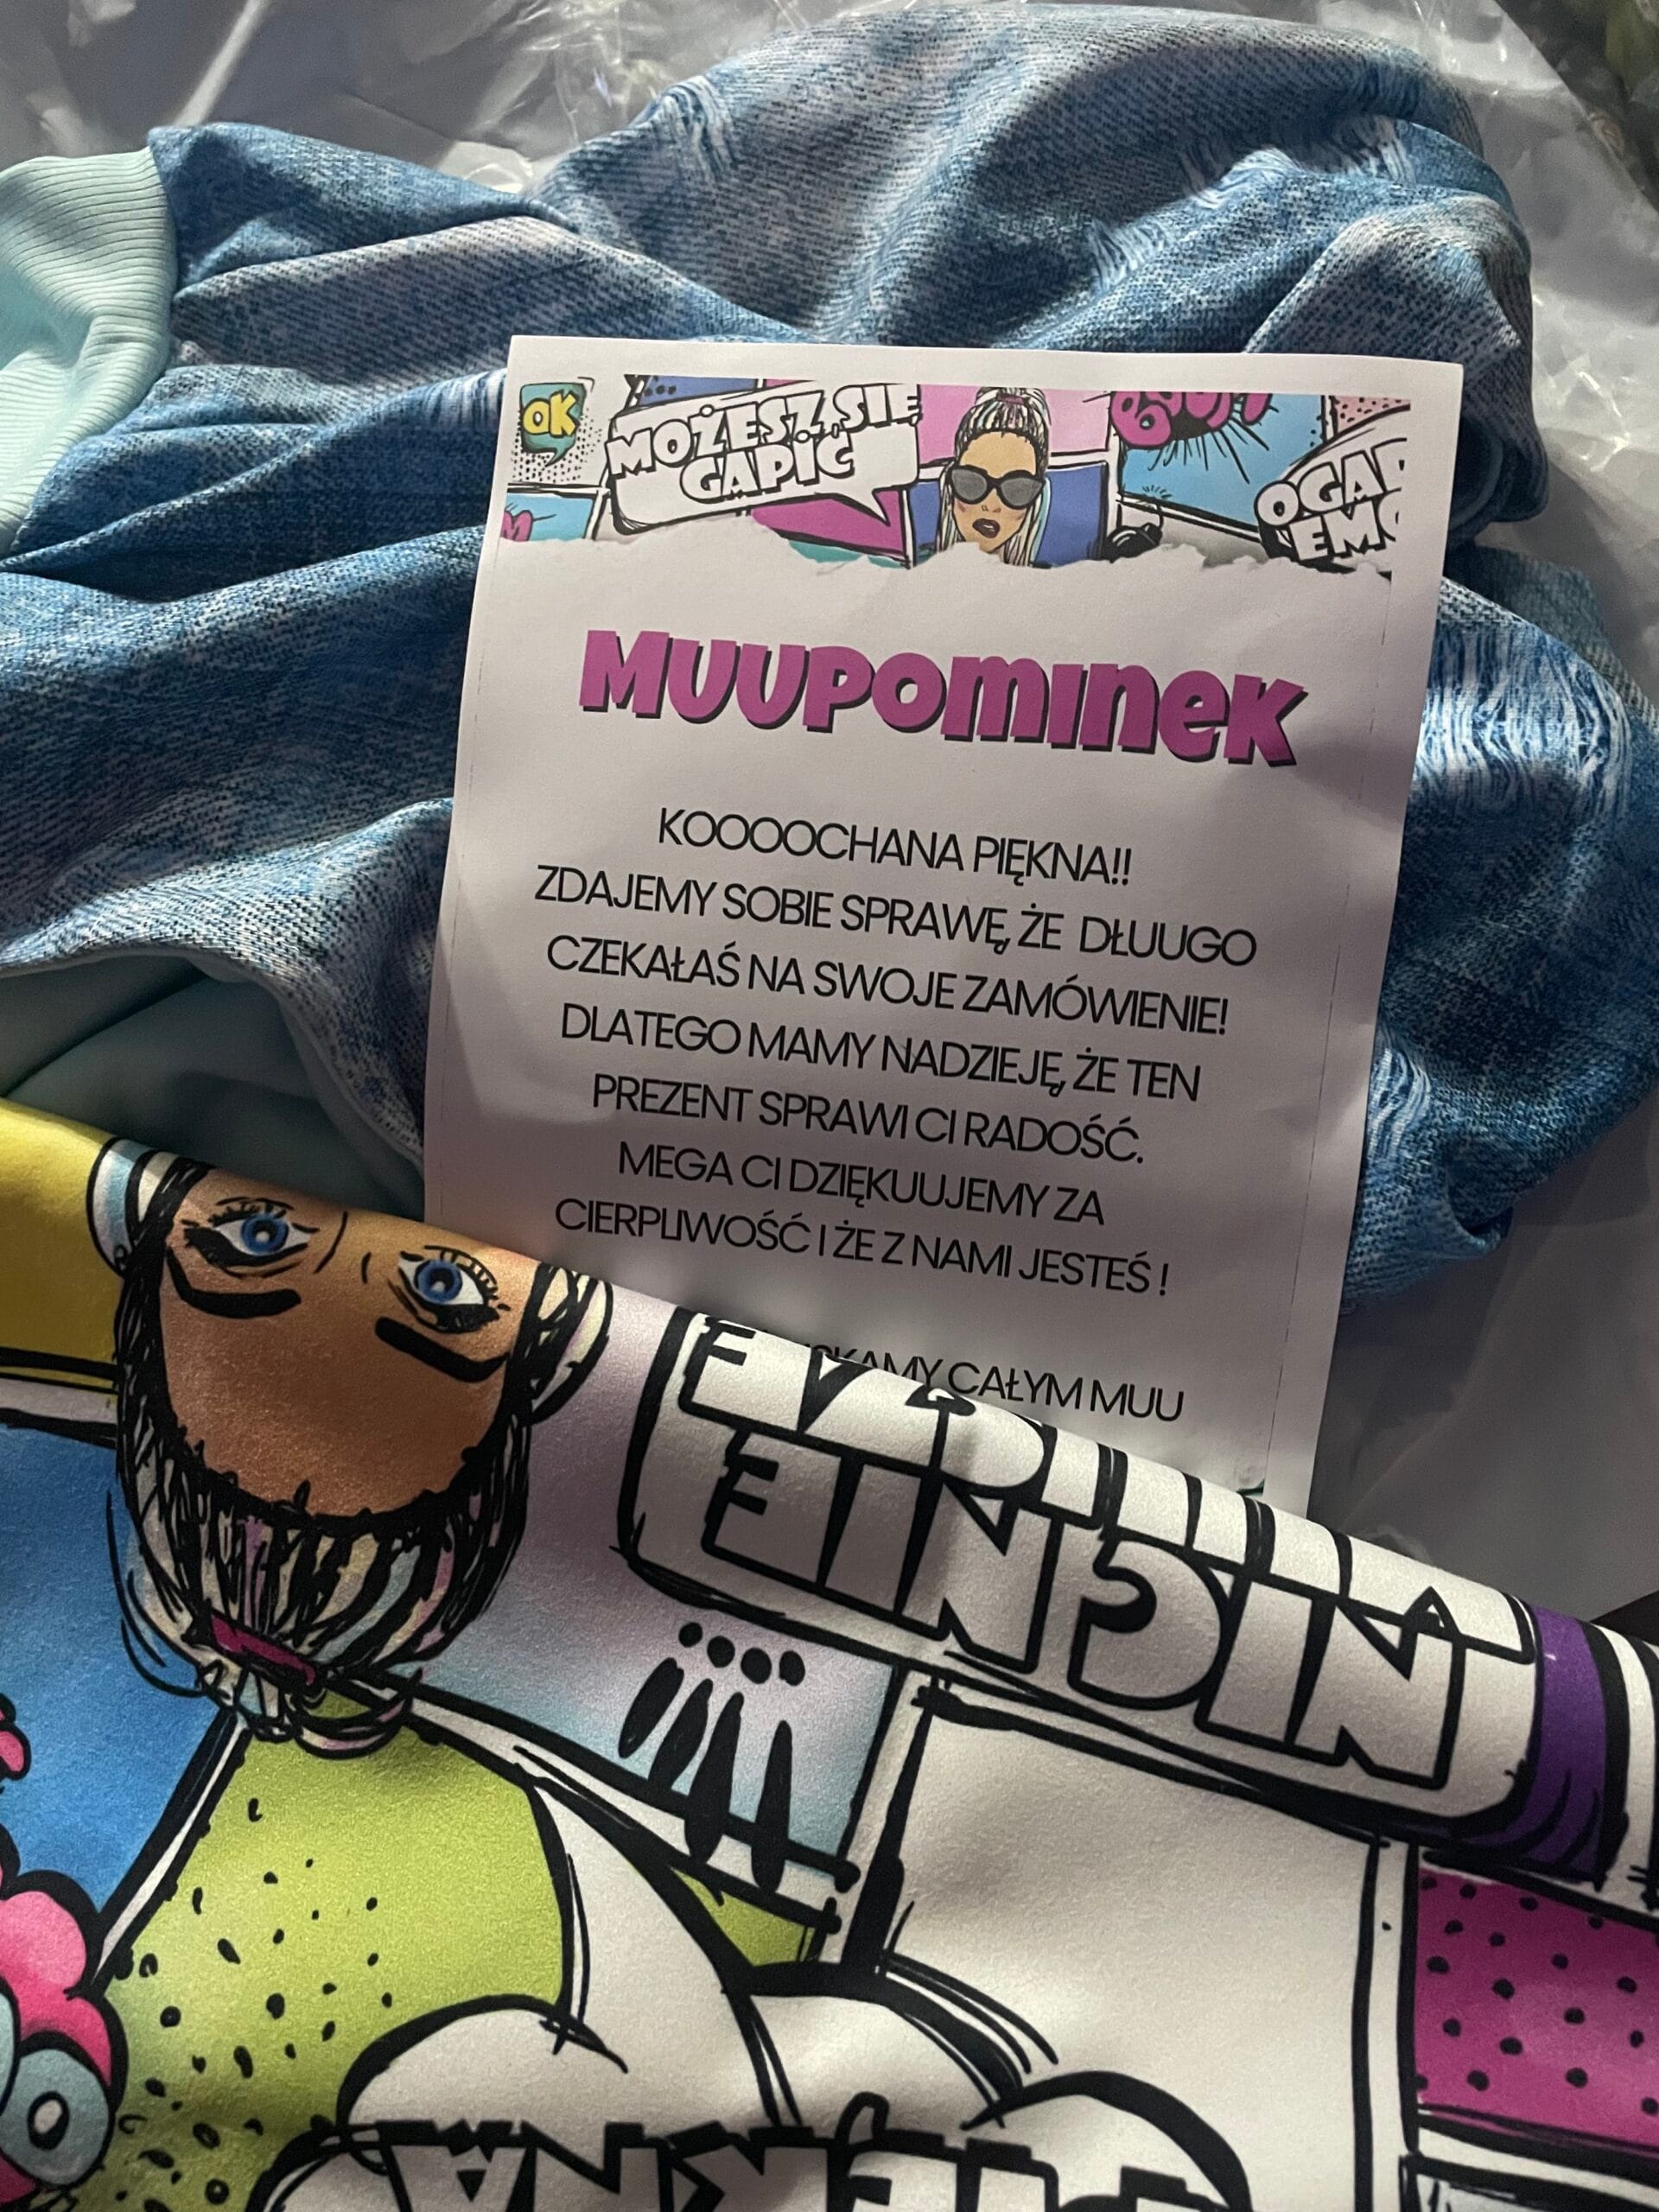 OK
MOŻESZ SIĘ
GAPIĆ
MUUPOMINEK
KOOOOCHANA PIĘKNA!!
ZDAJEMY SOBIE SPRAWĘ, ŻE DŁUUGO
CZEKAŁAŚ NA SWOJE ZAMÓWIENIE!
DLATEGO MAMY NADZIEJĘ, ŻE TEN
PREZENT SPRAWI CI RADOŚĆ.
MEGA CI DZIĘKUUJEMY ZA
CIERPLIWOŚĆ I ŻE Z NAMI JESTEŚ !
CAŁYM MUU
NIGNIE